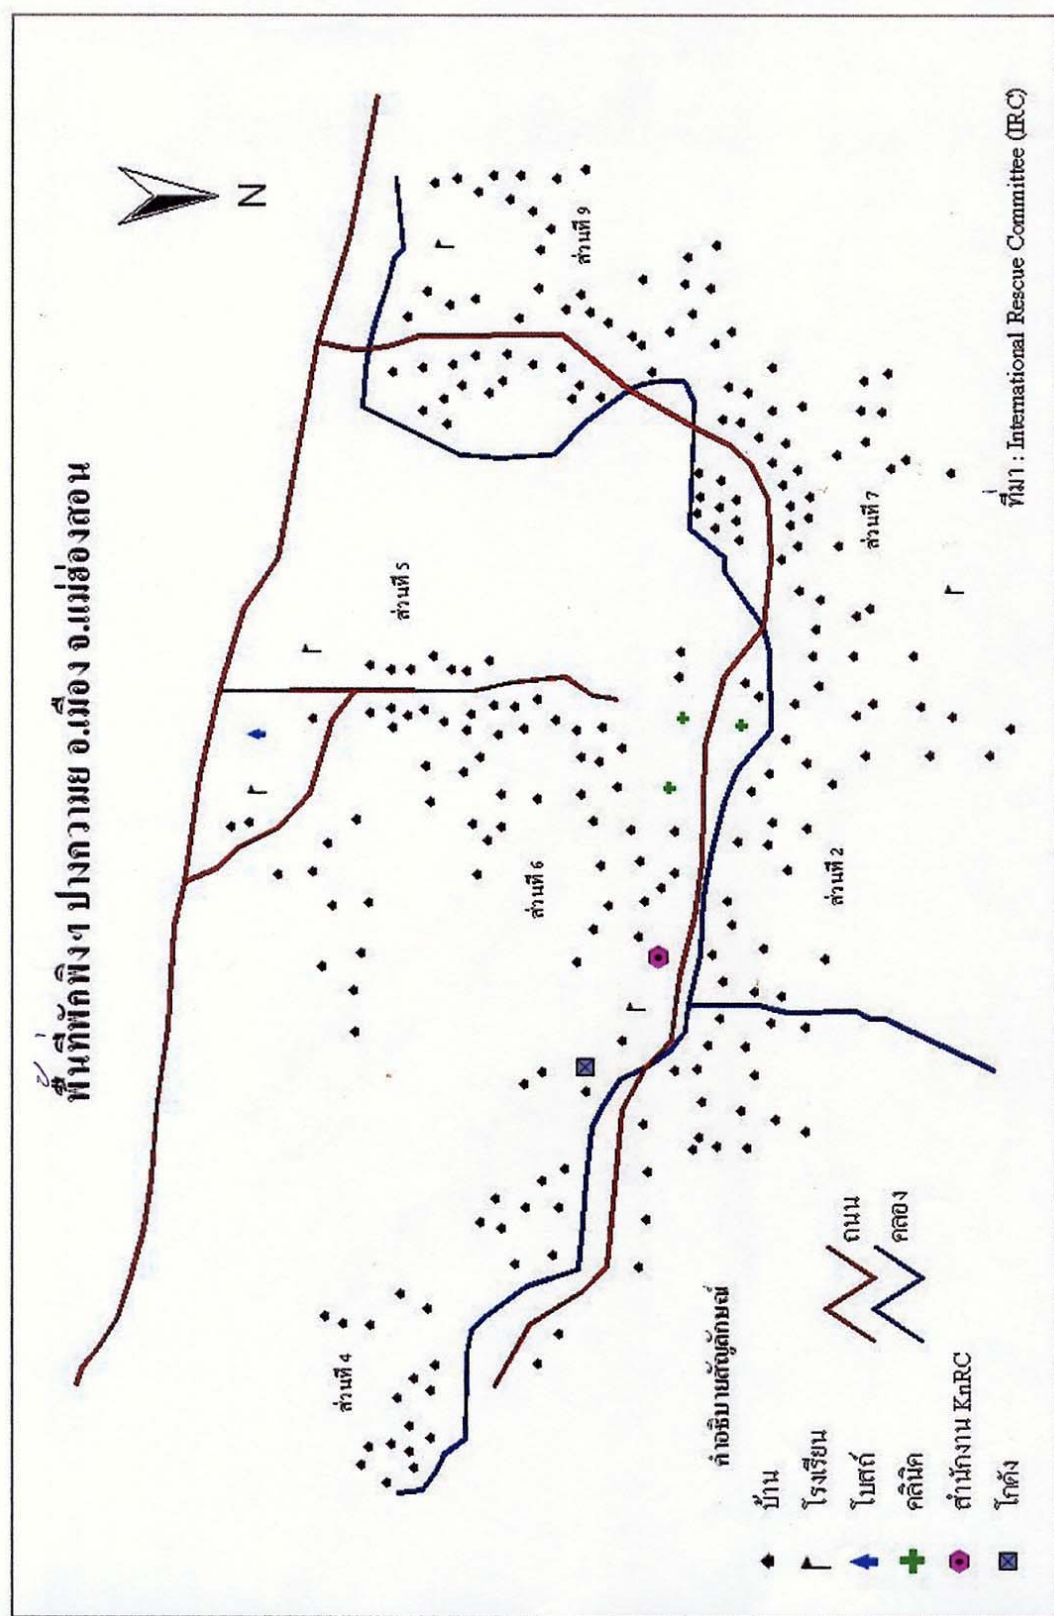 พื้นที่พักพิงฯ ปางควาย อ.เมือง จ.แม่ฮ่องสอน
N
ส่วนที่ 9
ส่วนที่ 5
ส่วนที่ 7
ส่วนที่ 6
ส่วนที่ 2
ส่วนที่ 4
คำอธิบายสัญลักษณ์
บ้าน
โรงเรียน
โบสถ์
คลินิค
สำนักงาน KnRC
โกดัง
ถนน
คลอง
ที่มา : International Rescue Committee (IRC)